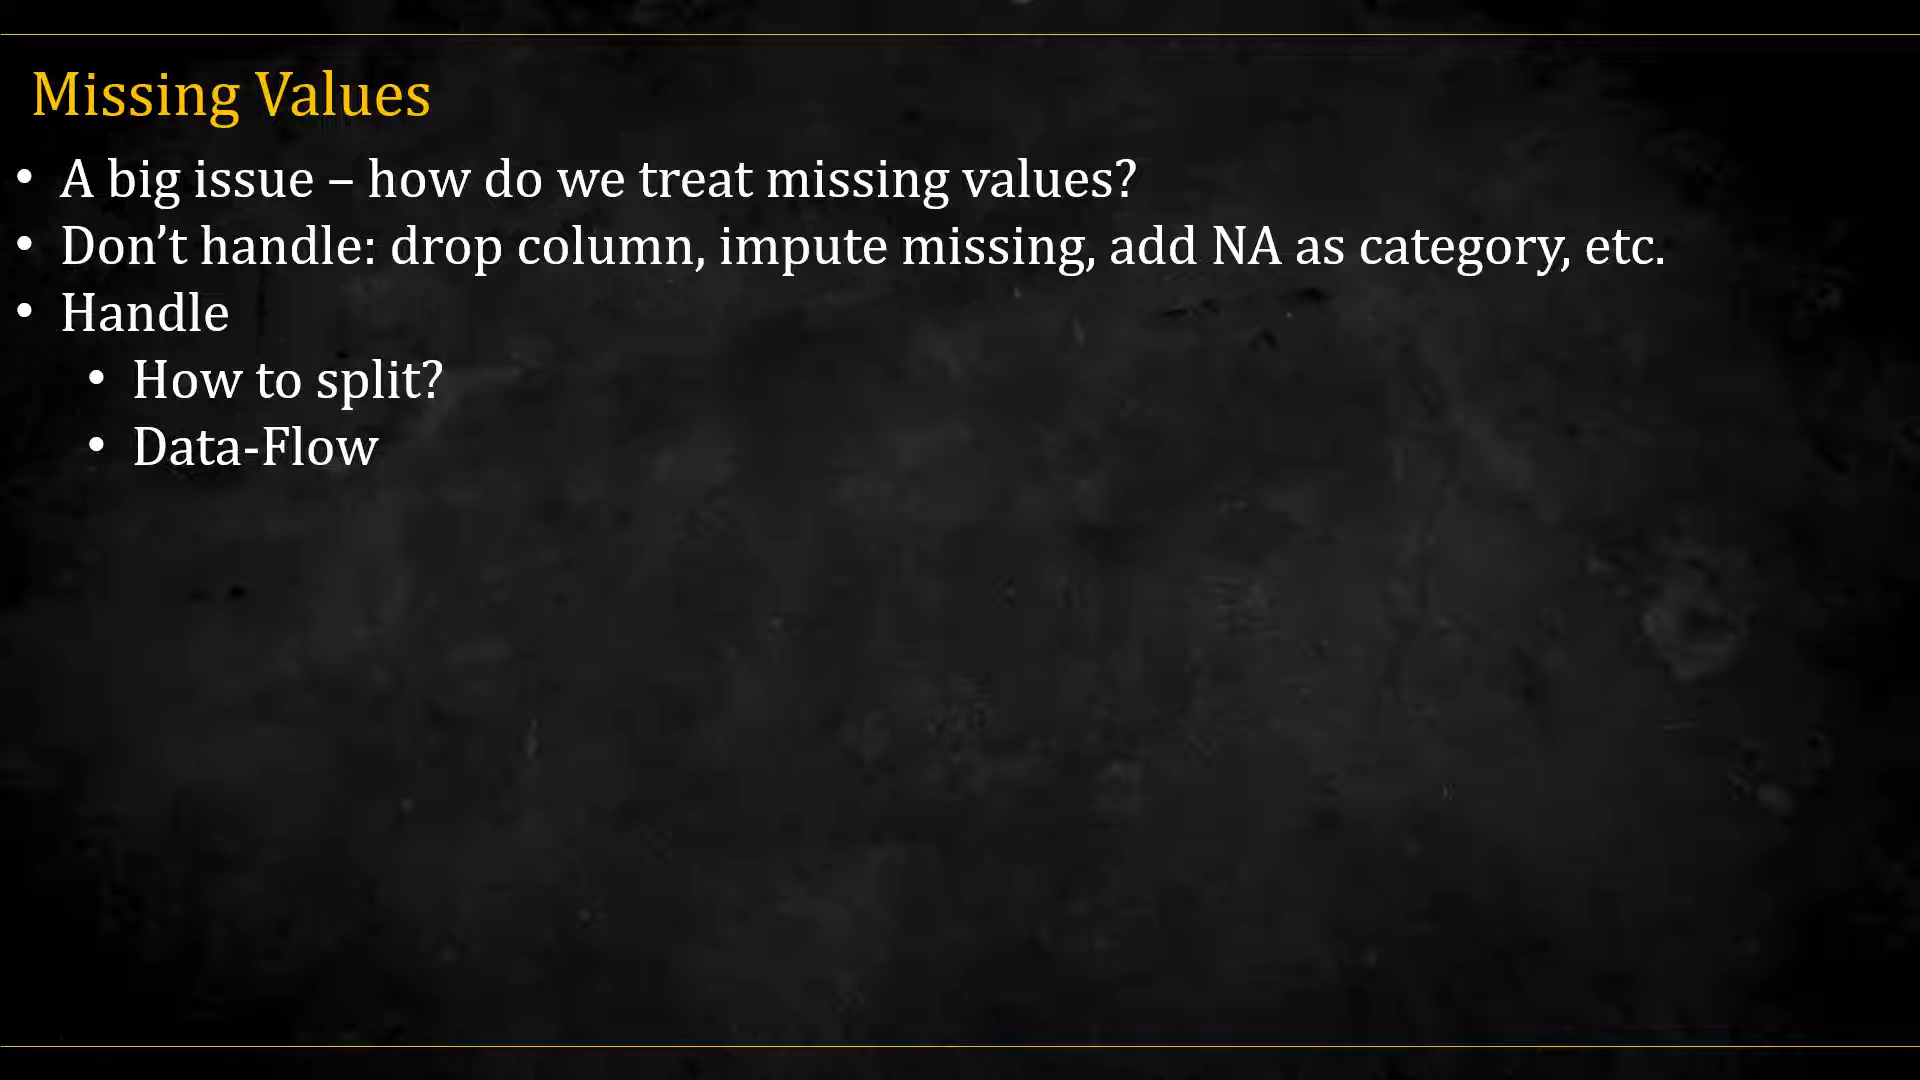 Missing Values
• A big issue – how do we treat missing values?
• Don’t handle: drop column, impute missing, add NA as category, etc.
• Handle
• How to split?
• Data-Flow